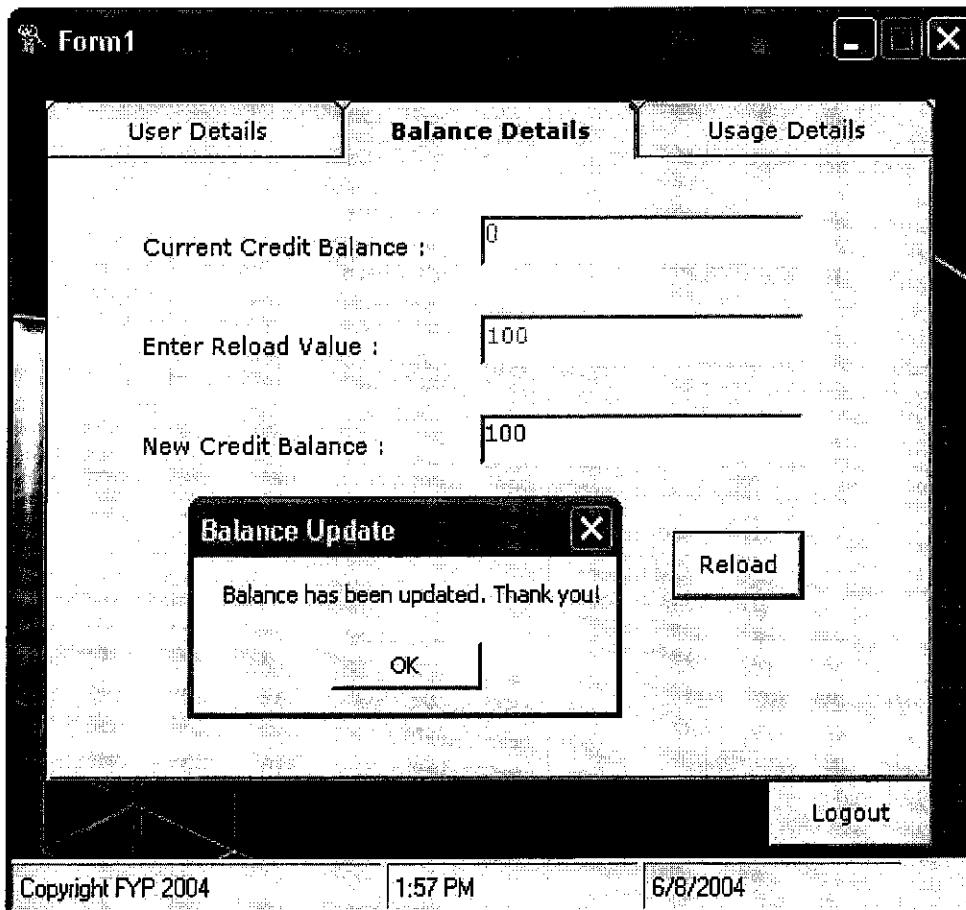 Form1
User Details Balance Details Usage Details
Current Credit Balance : 0
Enter Reload Value : 100
New Credit Balance : 100
Balance Update
Balance has been updated. Thank you!
OK
Reload
Logout
Copyright FYP 2004 1:57 PM 6/8/2004